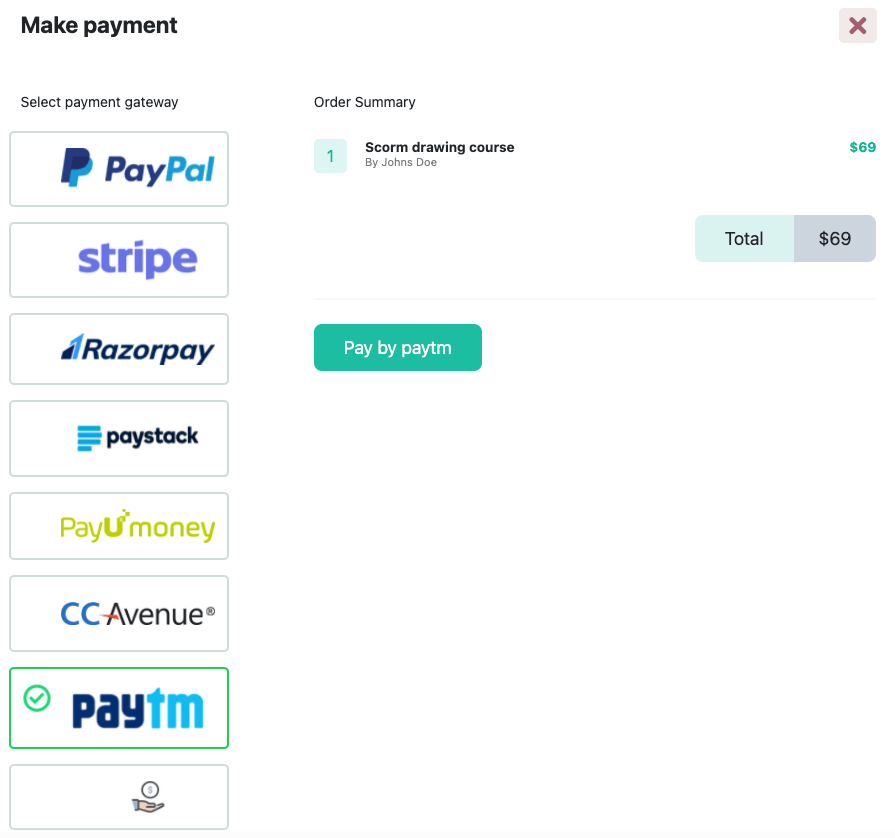 Make payment
Select payment gateway
PayPal
stripe
Razorpay
paystack
PayUmoney
CCAvenue®
paytm
$
Order Summary
1
Scorm drawing course
$69
By Johns Doe
Total
$69
Pay by paytm